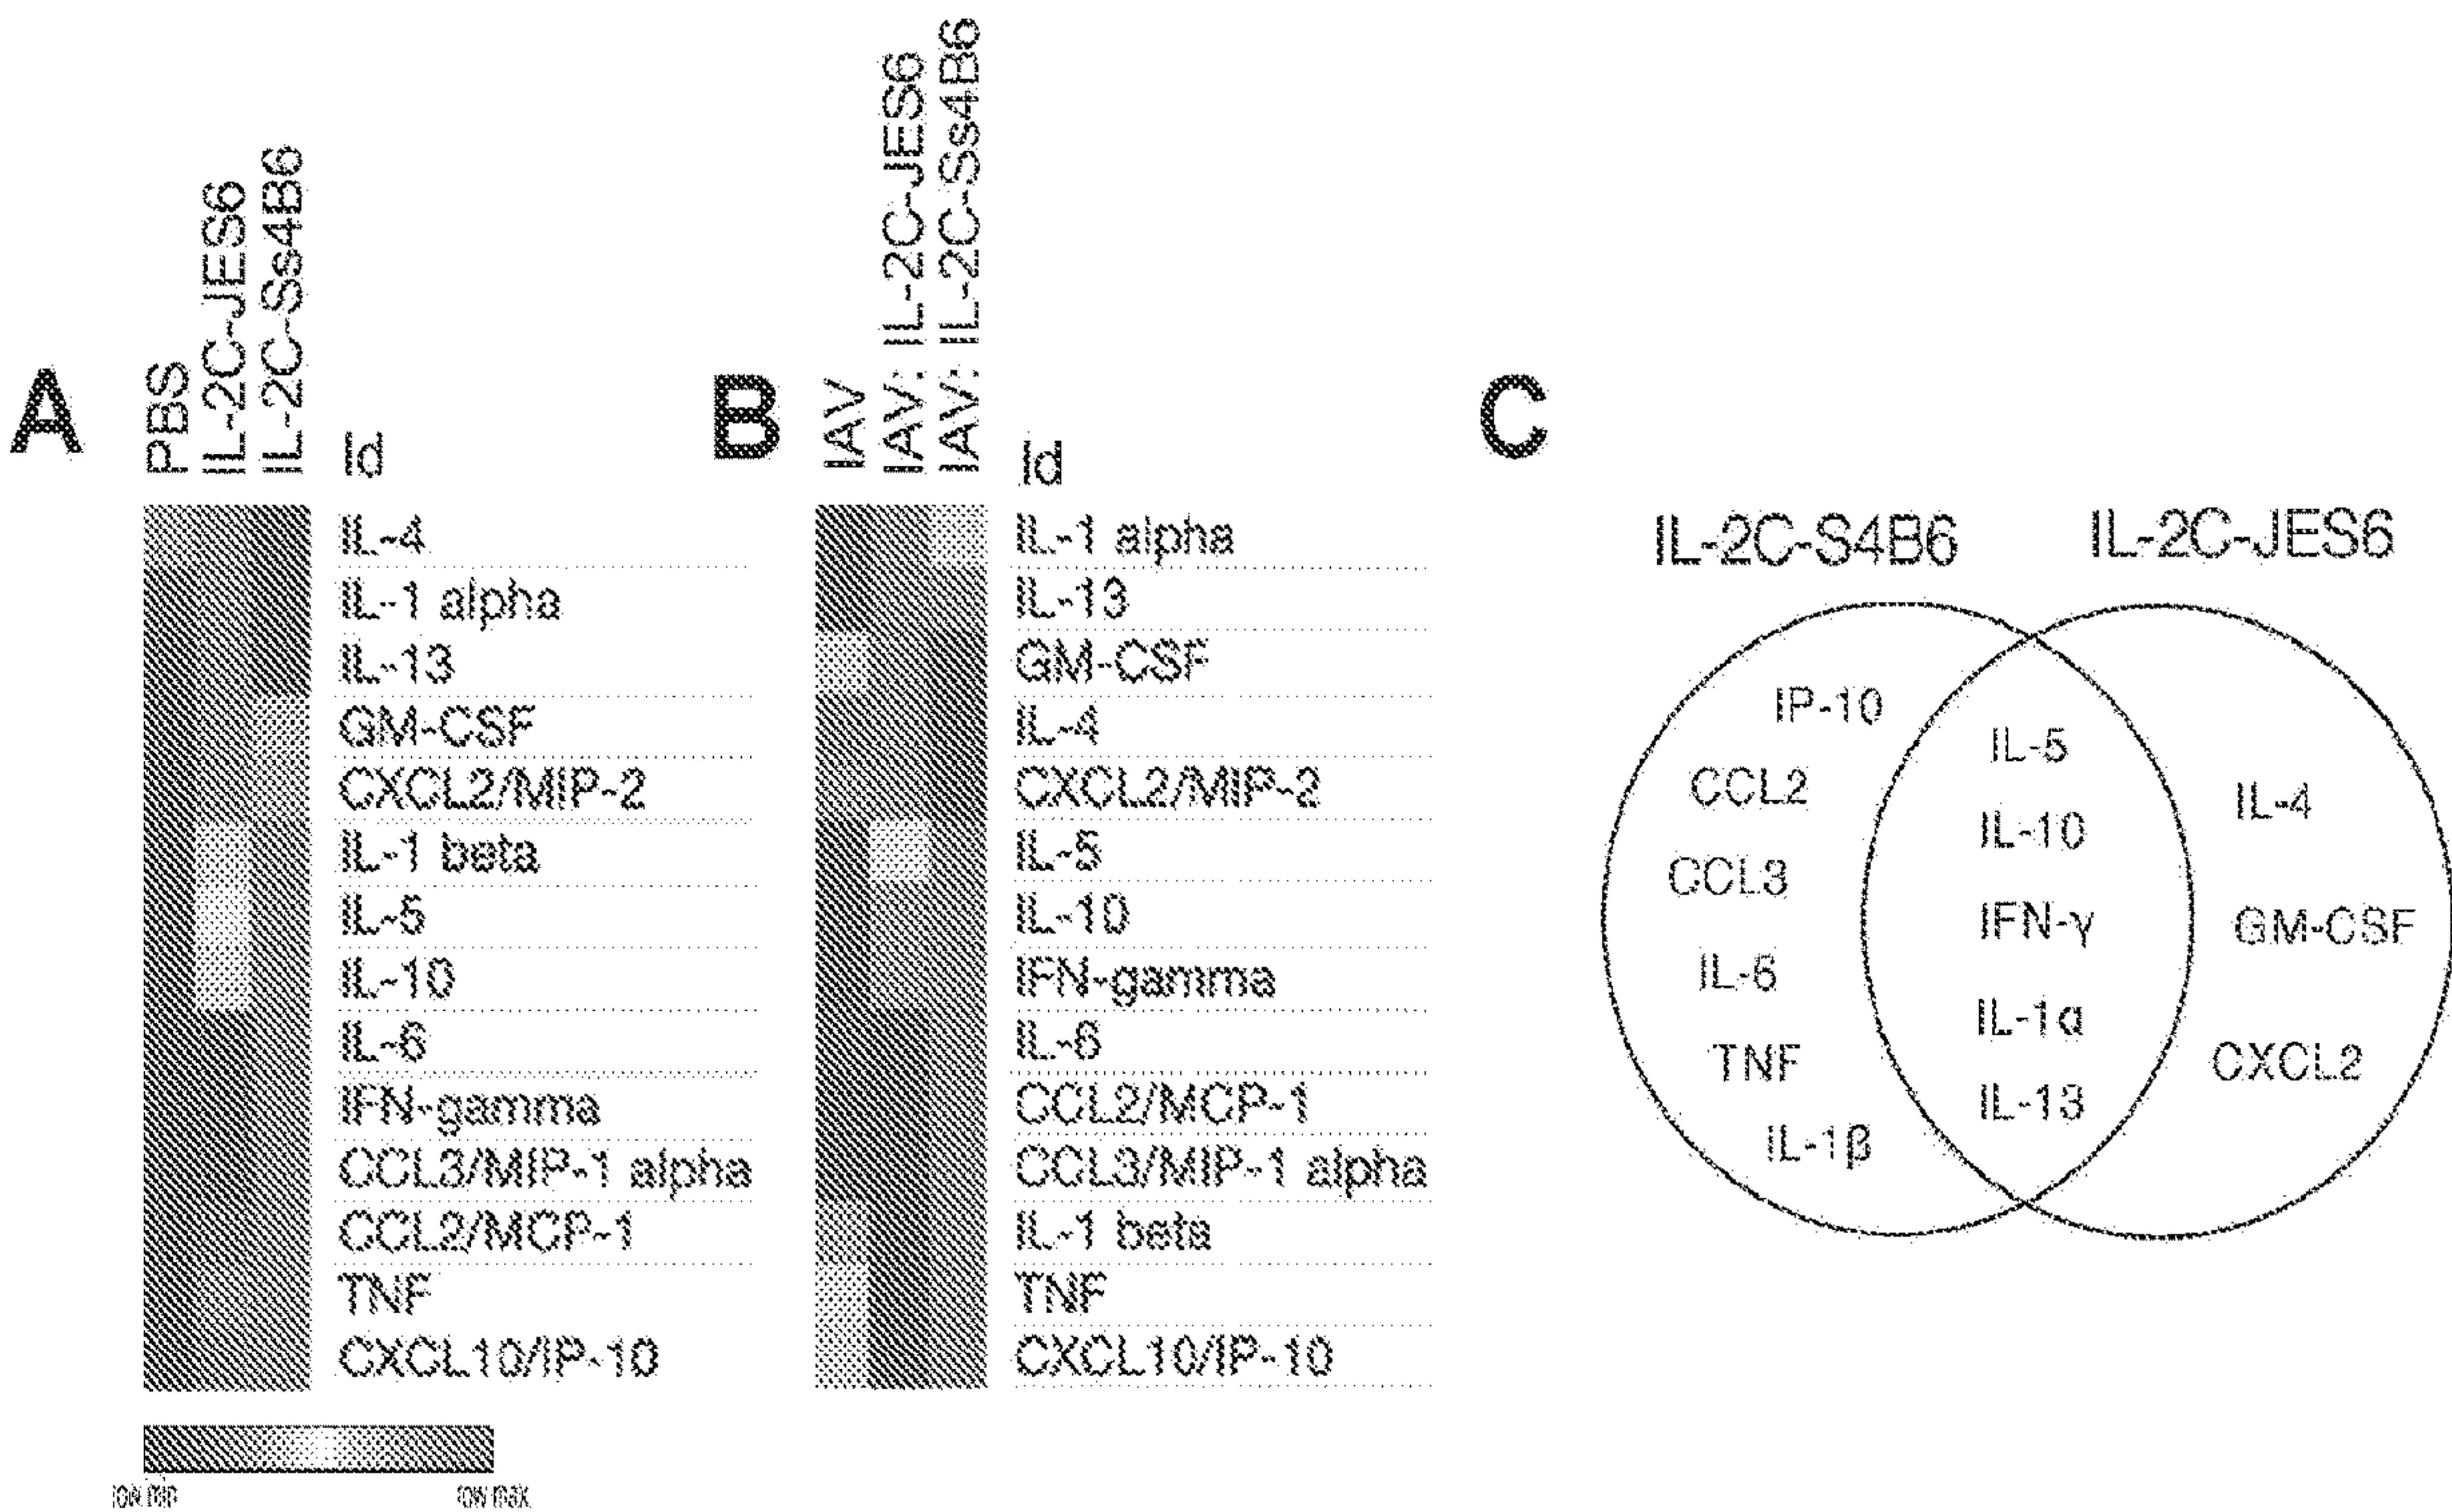 A
PBS
IL-2C-JES6
IL-2C-Ss4B6
Id
IL-4
IL-1 alpha
IL-13
GM-CSF
CXCL2/MIP-2
IL-1 beta
IL-5
IL-10
IL-6
IFN-gamma
CCL3/MIP-1 alpha
CCL2/MCP-1
TNF
CXCL10/IP-10
row min
row max
B
IAV
IAV: IL-2C-JES6
IAV: IL-2C-Ss4B6
Id
IL-1 alpha
IL-13
GM-CSF
IL-4
CXCL2/MIP-2
IL-5
IL-10
IFN-gamma
IL-6
CCL2/MCP-1
CCL3/MIP-1 alpha
IL-1 beta
TNF
CXCL10/IP-10
C
IL-2C-S4B6
IL-2C-JES6
IP-10
CCL2
CCL3
IL-6
TNF
IL-1β
IL-5
IL-10
IFN-γ
IL-1α
IL-13
IL-4
GM-CSF
CXCL2